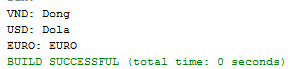 VND: Dong
USD: Dola
EURO: EURO
BUILD SUCCESSFUL (total time: 0 seconds)